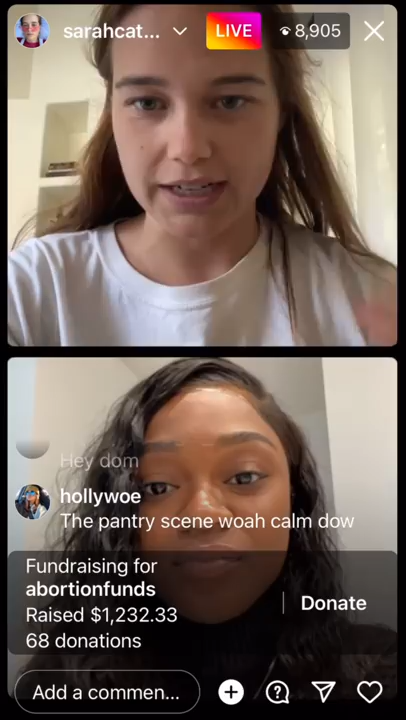 sarahcat...
LIVE
8,905
Hey dom
hollywoe
The pantry scene woah calm dow
Fundraising for
abortionfunds
Raised $1,232.33
Donate
68 donations
Add a commen...